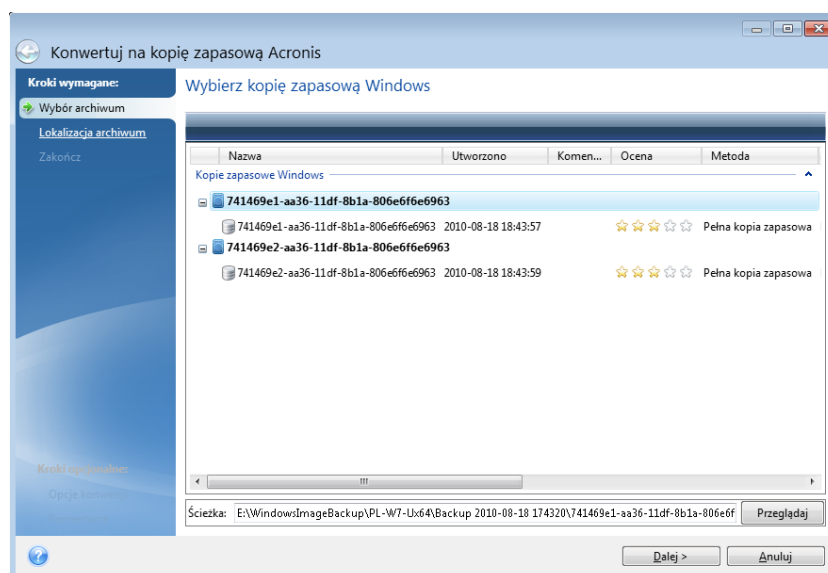 Konwertuj na kopię zapasową Acronis
Kroki wymagane:
Wybór archiwum
Lokalizacja archiwum
Zakończ
Kroki opcjonalne:
Opcje konwersji
Wybierz kopię zapasową Windows
Nazwa Utworzono Komen... Ocena Metoda
Kopie zapasowe Windows
741469e1-aa36-11df-8b1a-806e6f6e6963
741469e1-aa36-11df-8b1a-806e6f6e6963 2010-08-18 18:43:57 Pełna kopia zapasowa
741469e2-aa36-11df-8b1a-806e6f6e6963
741469e2-aa36-11df-8b1a-806e6f6e6963 2010-08-18 18:43:59 Pełna kopia zapasowa
Ścieżka: E:\WindowsImageBackup\PL-W7-Ux64\Backup 2010-08-18 174320\741469e1-aa36-11df-8b1a-806e6f Przeglądaj
Dalej > Anuluj